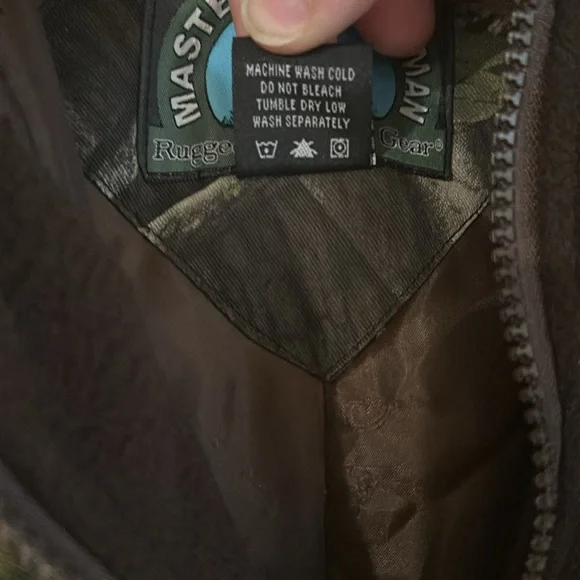 MACHINE WASH COLD
DO NOT BLEACH
TUMBLE DRY LOW
WASH SEPARATELY
MASTE MAN
Rugge Gear®